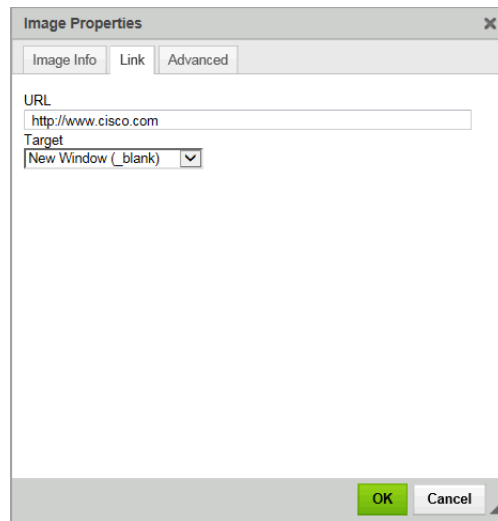 Image Properties
Image Info Link Advanced
URL
http://www.cisco.com
Target
New Window (_blank)
OK Cancel